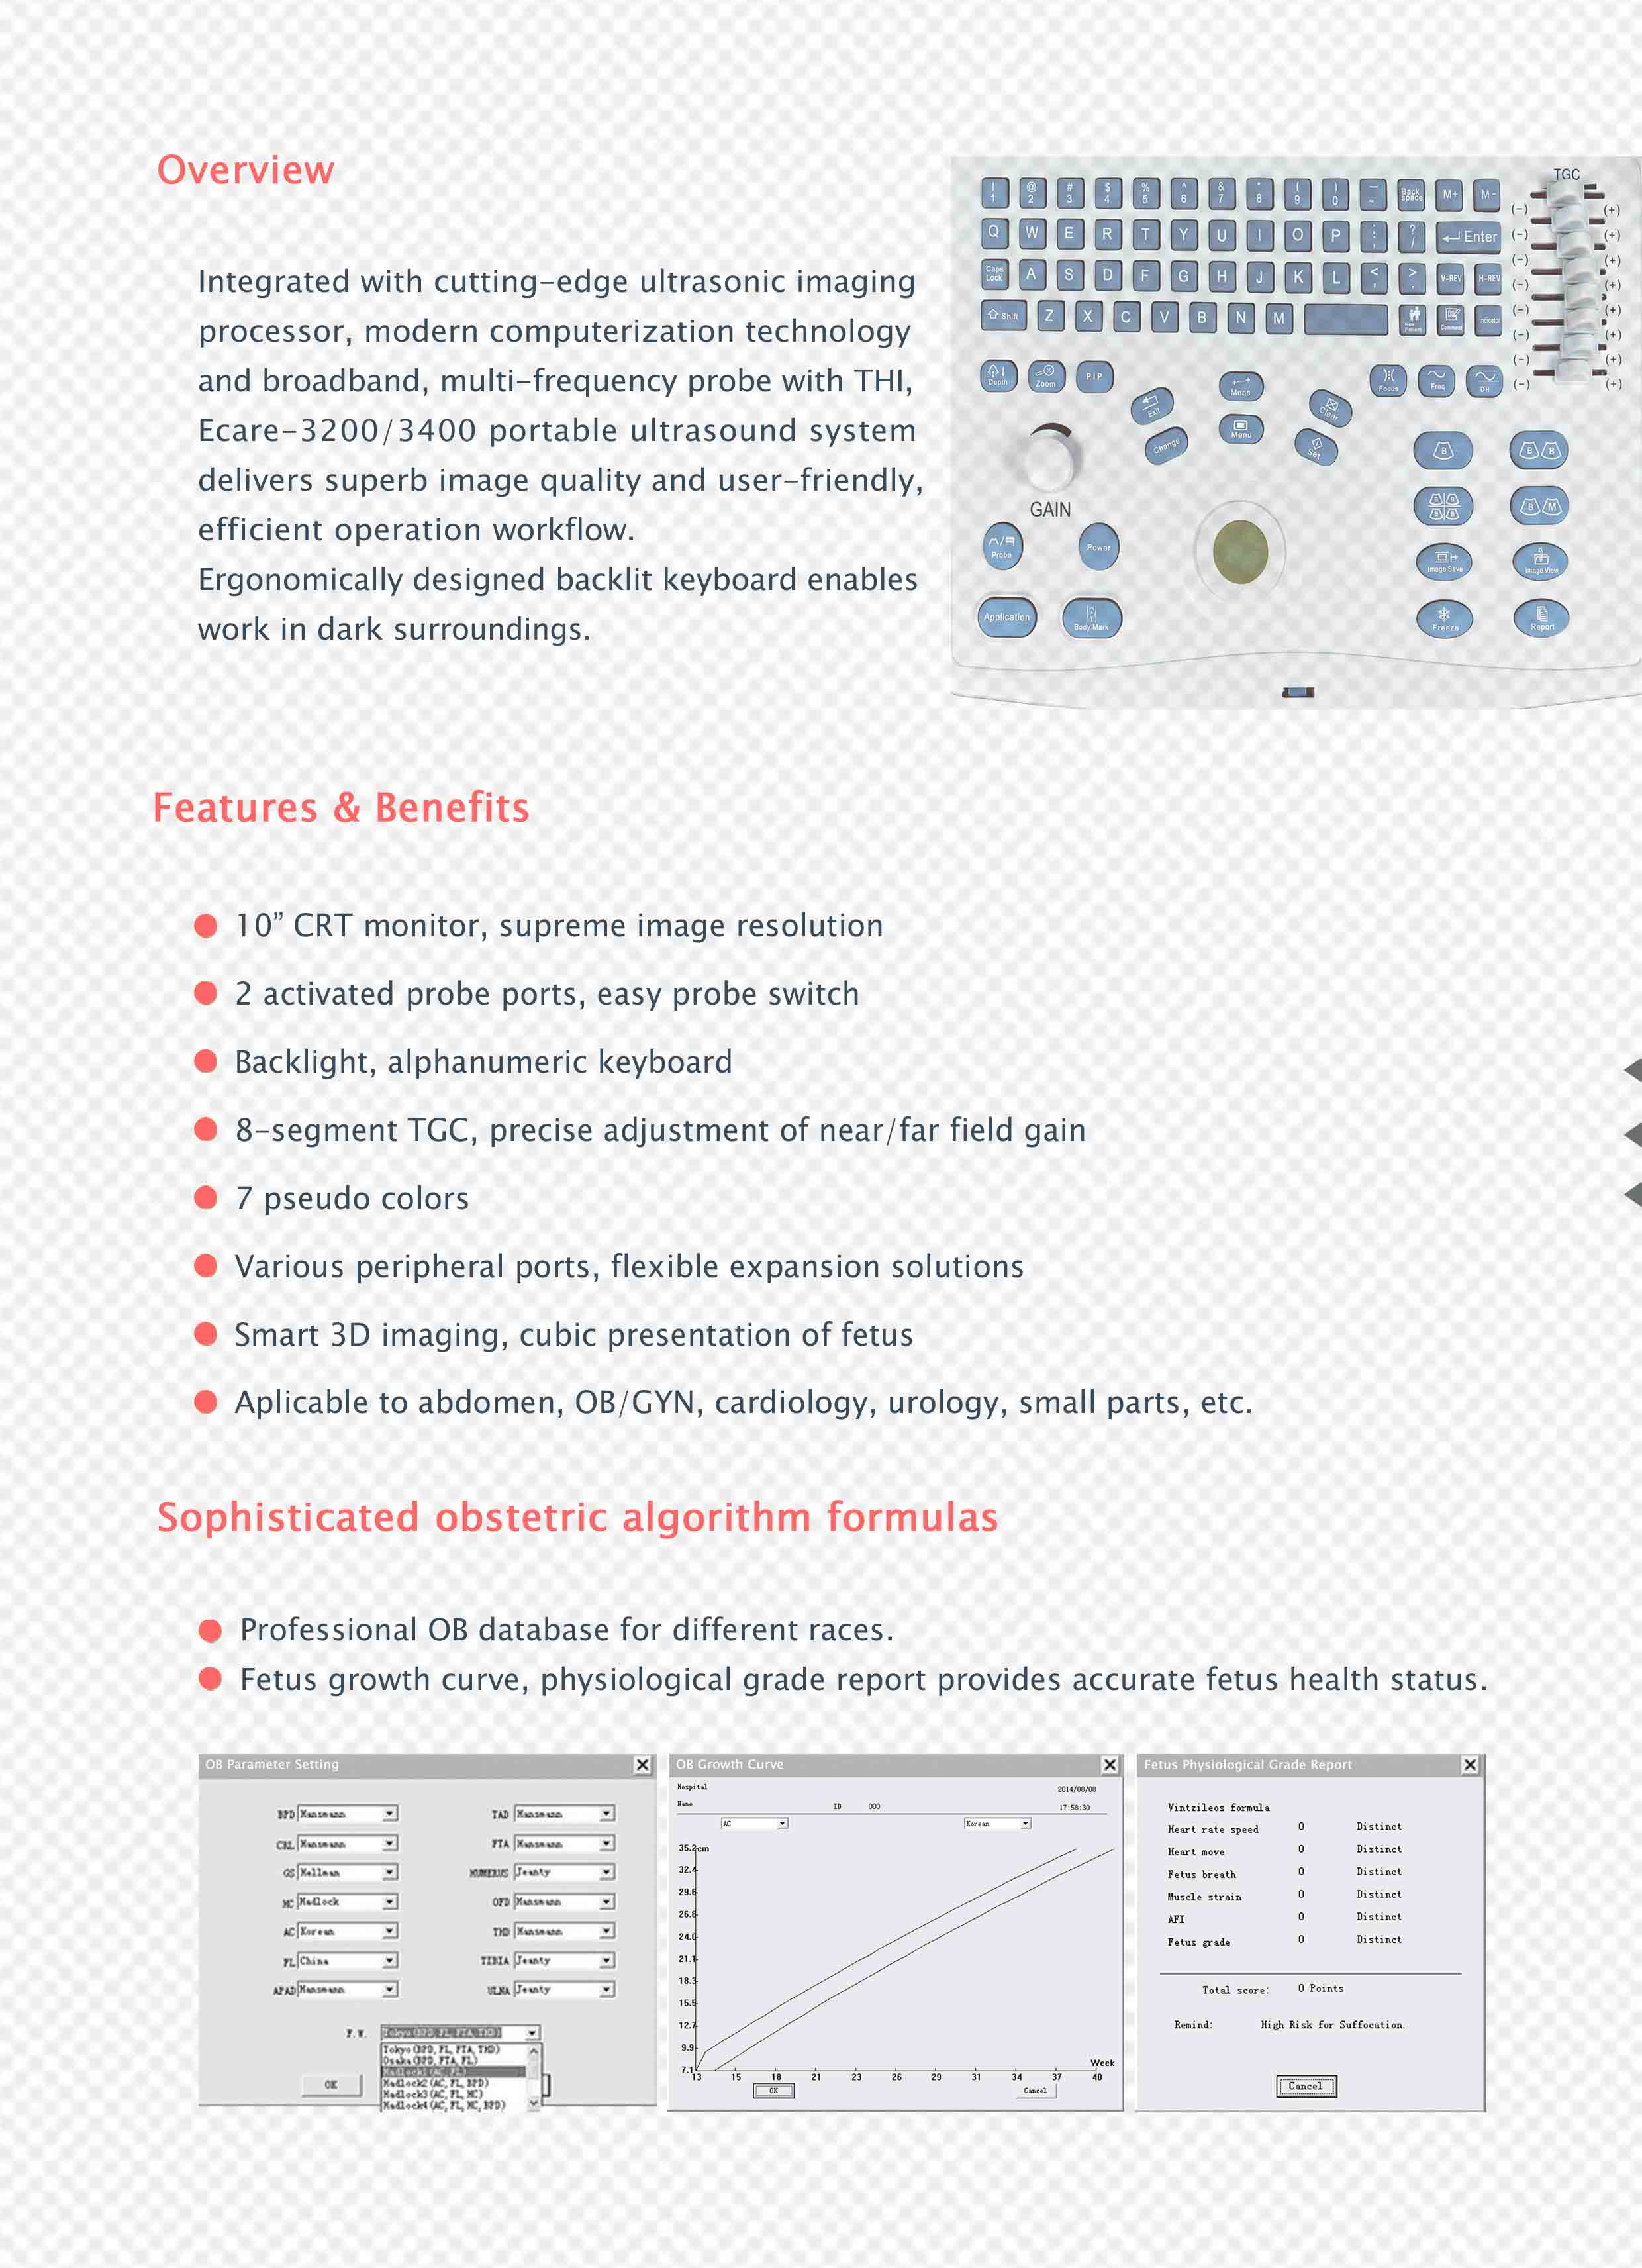 Overview
Integrated with cutting-edge ultrasonic imaging
processor, modern computerization technology
and broadband, multi-frequency probe with THI,
Ecare-3200/3400 portable ultrasound system
delivers superb image quality and user-friendly,
efficient operation workflow.
Ergonomically designed backlit keyboard enables
work in dark surroundings.
TGC
! 1 @ 2 # 3 $ 4 % 5 ^ 6 & 7 * 8 ( 9 ) 0 — - Back space M+ M-
Q W E R T Y U I O P : ; ? / Enter
Caps Lock A S D F G H J K L < , > . V-REV H-REV
Shift Z X C V B N M New Patient Comment Indicator
(-) (+)
(-) (+)
(-) (+)
(-) (+)
(-) (+)
(-) (+)
(-) (+)
(-) (+)
Depth Zoom P.I.P Exit Meas Clear Focus Freq DR
Change Menu Set
B B B
GAIN
B B B B B M
Probe Power Image Save Image View
Application Body Mark Freeze Report
Features & Benefits
10” CRT monitor, supreme image resolution
2 activated probe ports, easy probe switch
Backlight, alphanumeric keyboard
8-segment TGC, precise adjustment of near/far field gain
7 pseudo colors
Various peripheral ports, flexible expansion solutions
Smart 3D imaging, cubic presentation of fetus
Aplicable to abdomen, OB/GYN, cardiology, urology, small parts, etc.
Sophisticated obstetric algorithm formulas
Professional OB database for different races.
Fetus growth curve, physiological grade report provides accurate fetus health status.
OB Parameter Setting
BPD Hansmann TAD Hansmann
CRL Hansmann FTA Hansmann
GS Hellman HUMERUS Jeanty
HC Hadlock OFD Hansmann
AC Korean THD Hansmann
FL China TIBIA Jeanty
APAD Hansmann ULNA Jeanty
F.W. Tokyo(BPD, FL, FTA, THD)
Tokyo(BPD, FL, FTA, THD)
Osaka(BPD, FTA, FL)
Hadlock1(AC, FL)
OK Hadlock2(AC, FL, BPD)
Hadlock3(AC, FL, HC)
Hadlock4(AC, FL, HC, BPD)
OB Growth Curve
Hospital 2014/08/08
Name ID 000 17:58:30
AC Korean
35.2cm
32.4
29.6
26.8
24.0
21.1
18.3
15.5
12.7
9.9
7.1
Week
13 15 18 21 23 26 29 31 34 37 40
OK Cancel
Fetus Physiological Grade Report
Vintzileos formula
Heart rate speed 0 Distinct
Heart move 0 Distinct
Fetus breath 0 Distinct
Muscle strain 0 Distinct
AFI 0 Distinct
Fetus grade 0 Distinct
Total score: 0 Points
Remind: High Risk for Suffocation.
Cancel